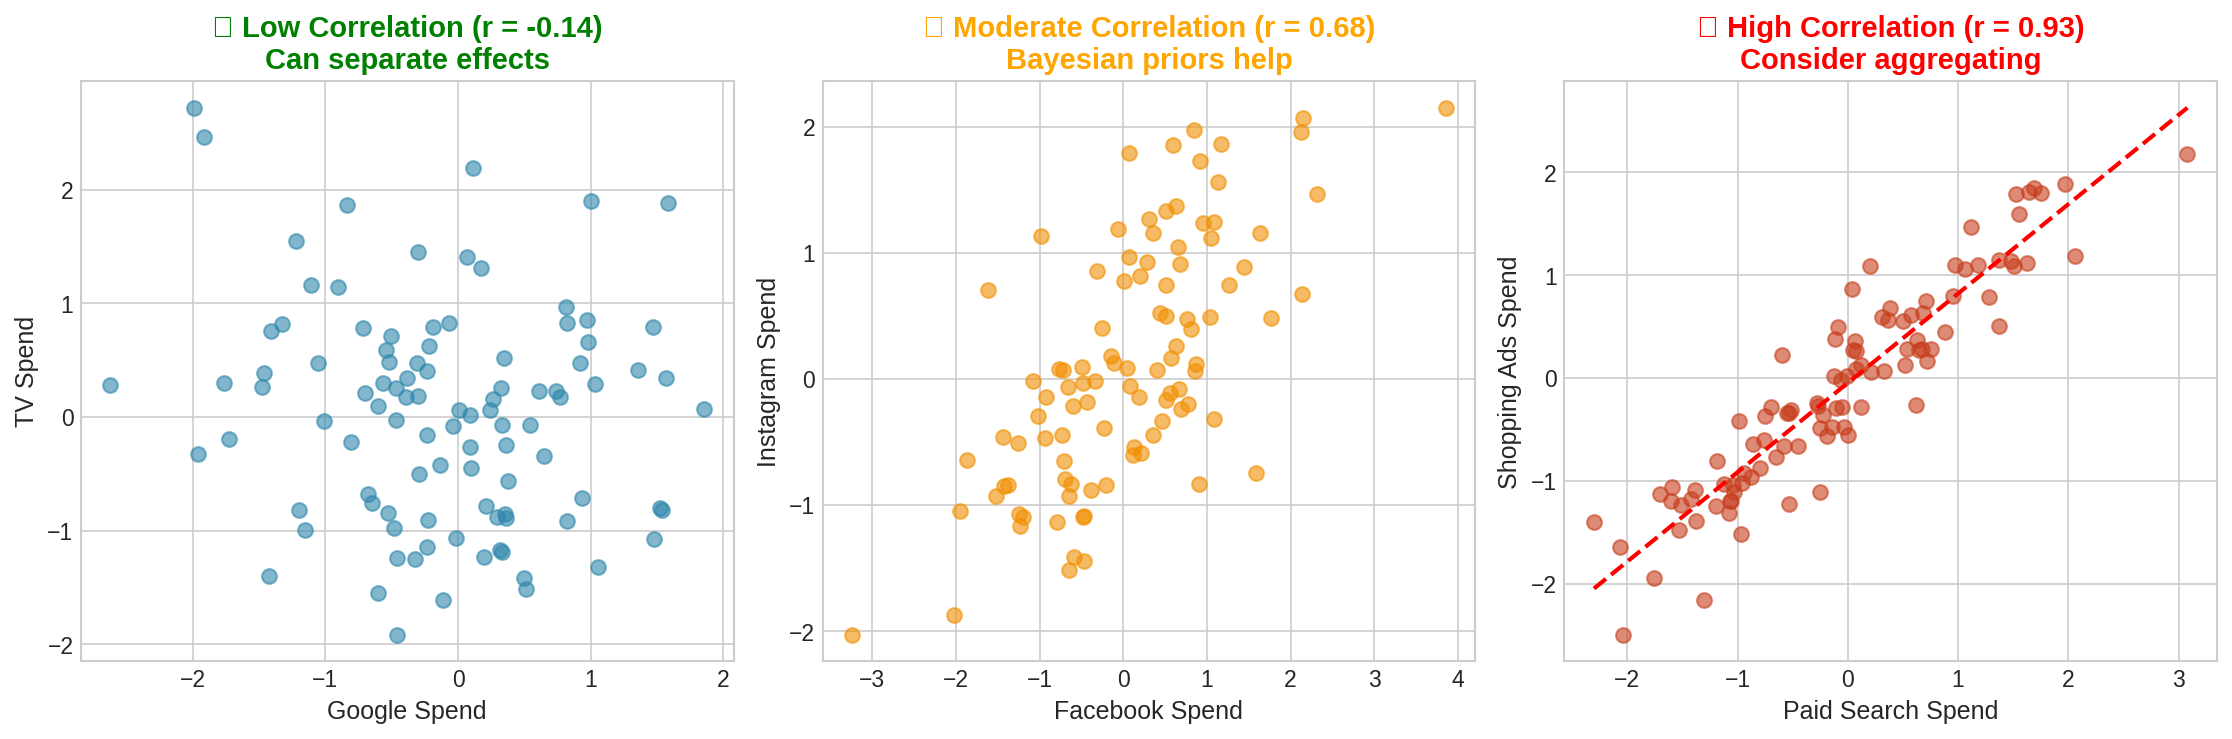 ▯ Low Correlation (r = -0.14)
Can separate effects
2
1
0
−1
−2
TV Spend
−2
−1
0
1
2
Google Spend
▯ Moderate Correlation (r = 0.68)
Bayesian priors help
2
1
0
−1
−2
Instagram Spend
−3
−2
−1
0
1
2
3
4
Facebook Spend
▯ High Correlation (r = 0.93)
Consider aggregating
2
1
0
−1
−2
Shopping Ads Spend
−2
−1
0
1
2
3
Paid Search Spend